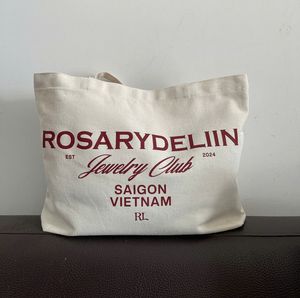 ROSARYDELIIN
EST Jewelry Club 2024
SAIGON
VIETNAM
RL